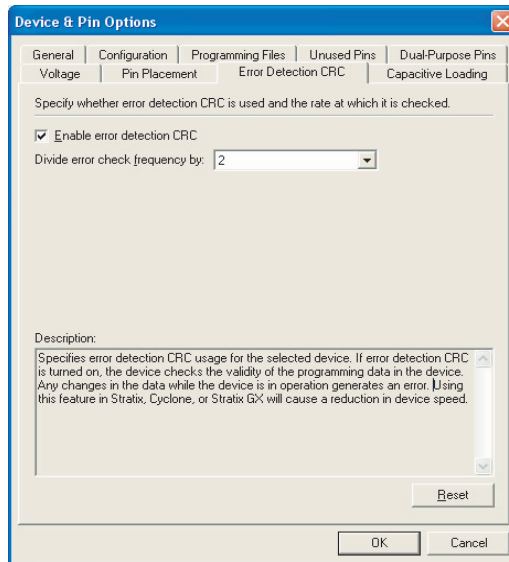 Device & Pin Options
General Configuration Programming Files Unused Pins Dual-Purpose Pins
Voltage Pin Placement Error Detection CRC Capacitive Loading
Specify whether error detection CRC is used and the rate at which it is checked.
Enable error detection CRC
Divide error check frequency by: 2
Description:
Specifies error detection CRC usage for the selected device. If error detection CRC
is turned on, the device checks the validity of the programming data in the device.
Any changes in the data while the device is in operation generates an error. Using
this feature in Stratix, Cyclone, or Stratix GX will cause a reduction in device speed.
Reset
OK Cancel